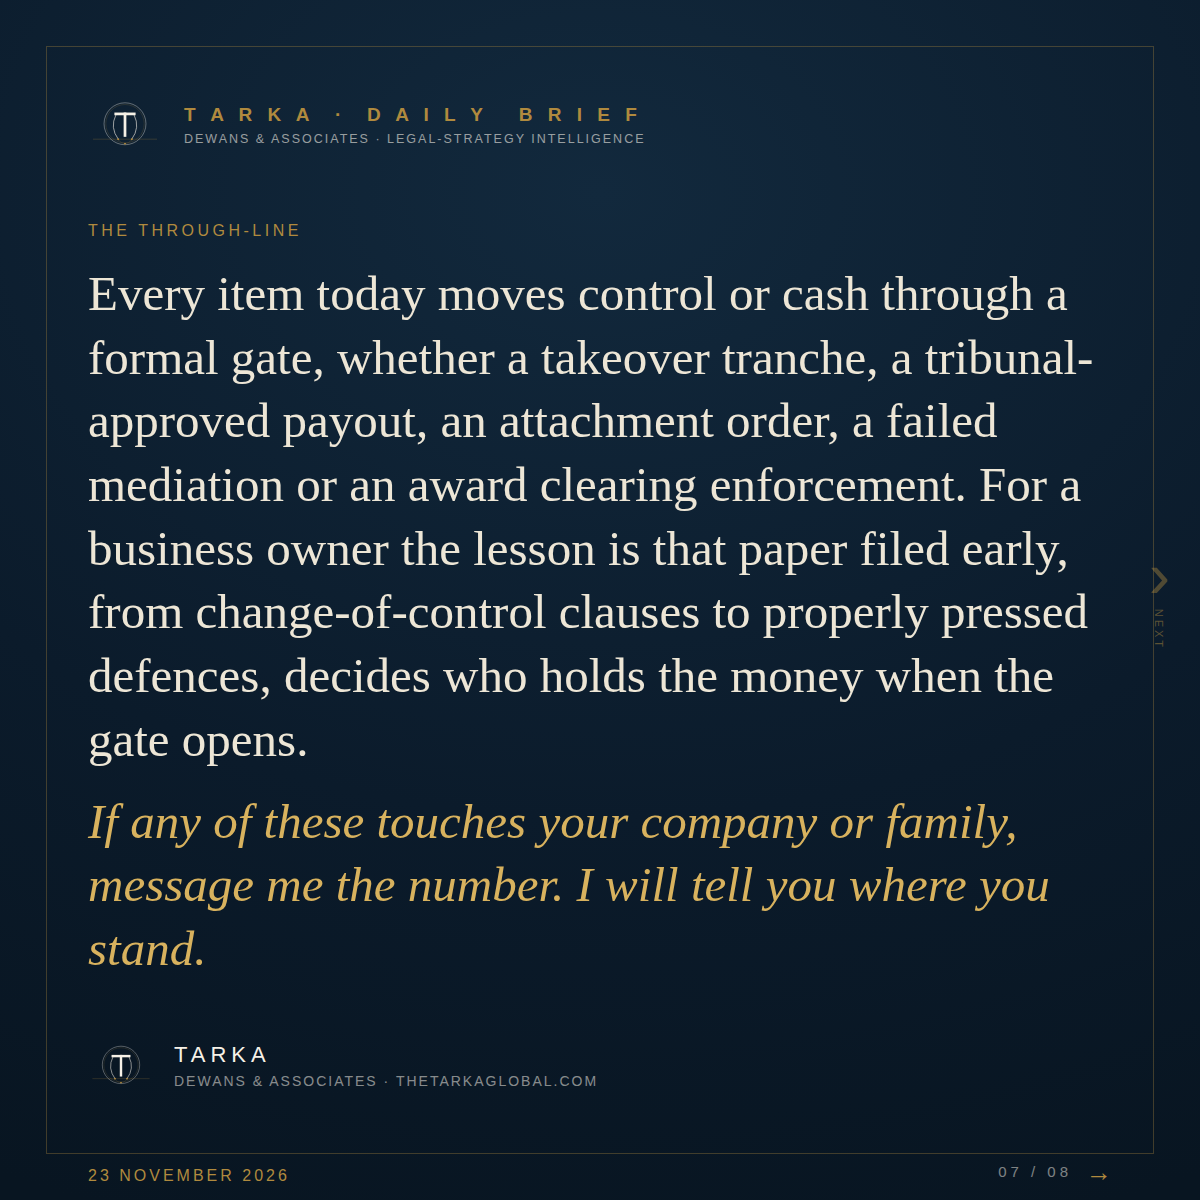 TARKA · DAILY BRIEF
DEWANS & ASSOCIATES · LEGAL-STRATEGY INTELLIGENCE
THE THROUGH-LINE
Every item today moves control or cash through a
formal gate, whether a takeover tranche, a tribunal-
approved payout, an attachment order, a failed
mediation or an award clearing enforcement. For a
business owner the lesson is that paper filed early,
from change-of-control clauses to properly pressed
defences, decides who holds the money when the
gate opens.
If any of these touches your company or family,
message me the number. I will tell you where you
stand.
NEXT
TARKA
DEWANS & ASSOCIATES · THETARKAGLOBAL.COM
23 NOVEMBER 2026
07 / 08 →